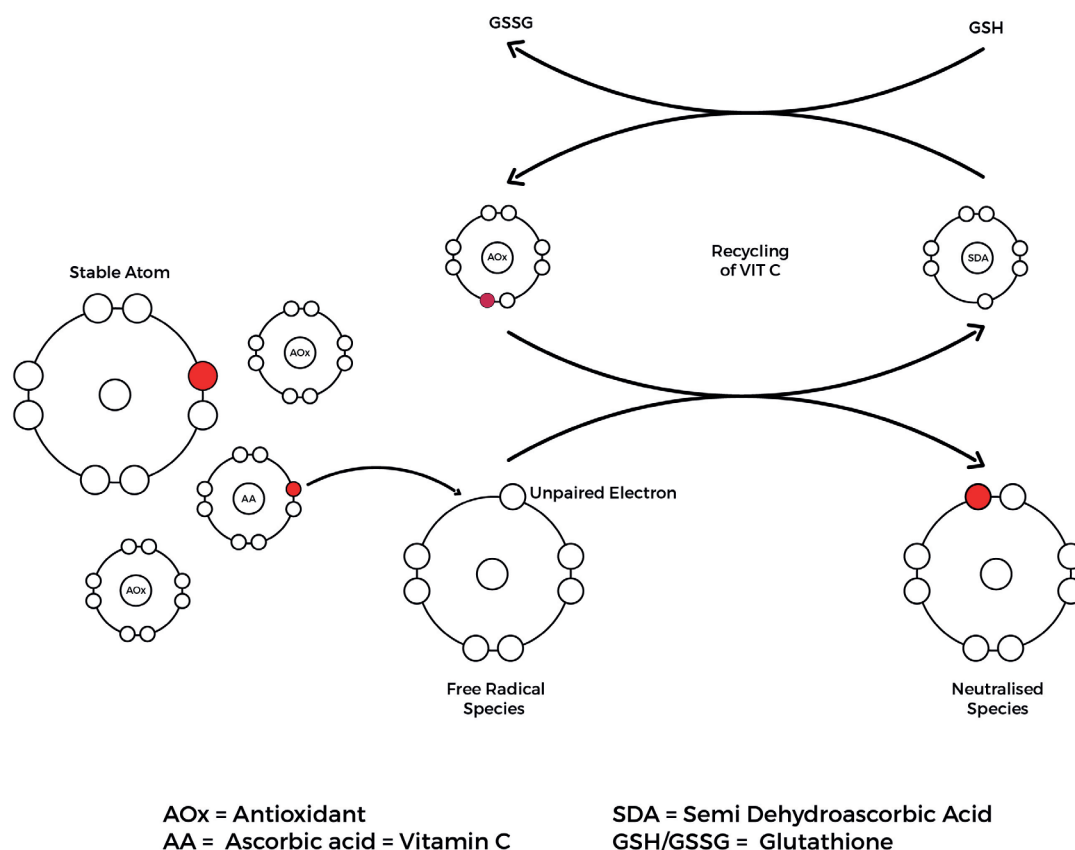 GSSG
GSH
AOx
SDA
Recycling
of VIT C
Stable Atom
AOx
AA
Unpaired Electron
AOx
Free Radical
Species
Neutralised
Species
AOx = Antioxidant
AA = Ascorbic acid = Vitamin C
SDA = Semi Dehydroascorbic Acid
GSH/GSSG = Glutathione